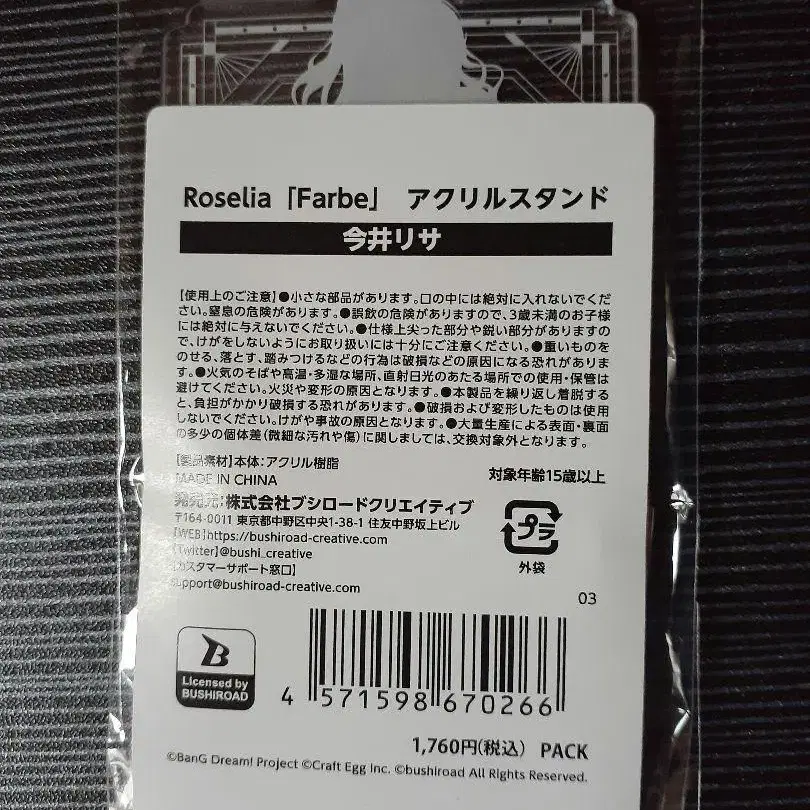 Roselia「Farbe」 アクリルスタンド
今井リサ
【使用上のご注意】●小さな部品があります。口の中には絶対に入れないでくだ
さい。窒息の危険があります。●誤飲の危険がありますので、3歳未満のお子様
には絶対に与えないでください。●仕様上尖った部分や鋭い部分がありますの
で、けがをしないようにお取り扱いには十分にご注意ください。●重いものを
のせる、落とす、踏みつけるなどの行為は破損などの原因になる恐れがありま
す。●火気のそばや高温・多湿な場所、直射日光のあたる場所での使用・保管は
避けてください。火災や変形の原因となります。●本製品を繰り返し着脱する
と、負担がかかり破損する恐れがあります。●破損および変形したものは使用
しないでください。けがや事故の原因となります。●大量生産による表面・裏面
の多少の個体差（微細な汚れや傷）に関しましては、交換対象外となります。
【製品素材】本体：アクリル樹脂
MADE IN CHINA
対象年齢15歳以上
発売元：株式会社ブシロードクリエイティブ
〒164-0011 東京都中野区中央1-38-1 住友中野坂上ビル
【WEB】https://bushiroad-creative.com
【Twitter】@bushi_creative
【カスタマーサポート窓口】
support@bushiroad-creative.com
プラ
外袋
03
B
Licensed by
BUSHIROAD
4 571598 670266
1,760円（税込） PACK
©BanG Dream! Project ©Craft Egg Inc. ©bushiroad All Rights Reserved.